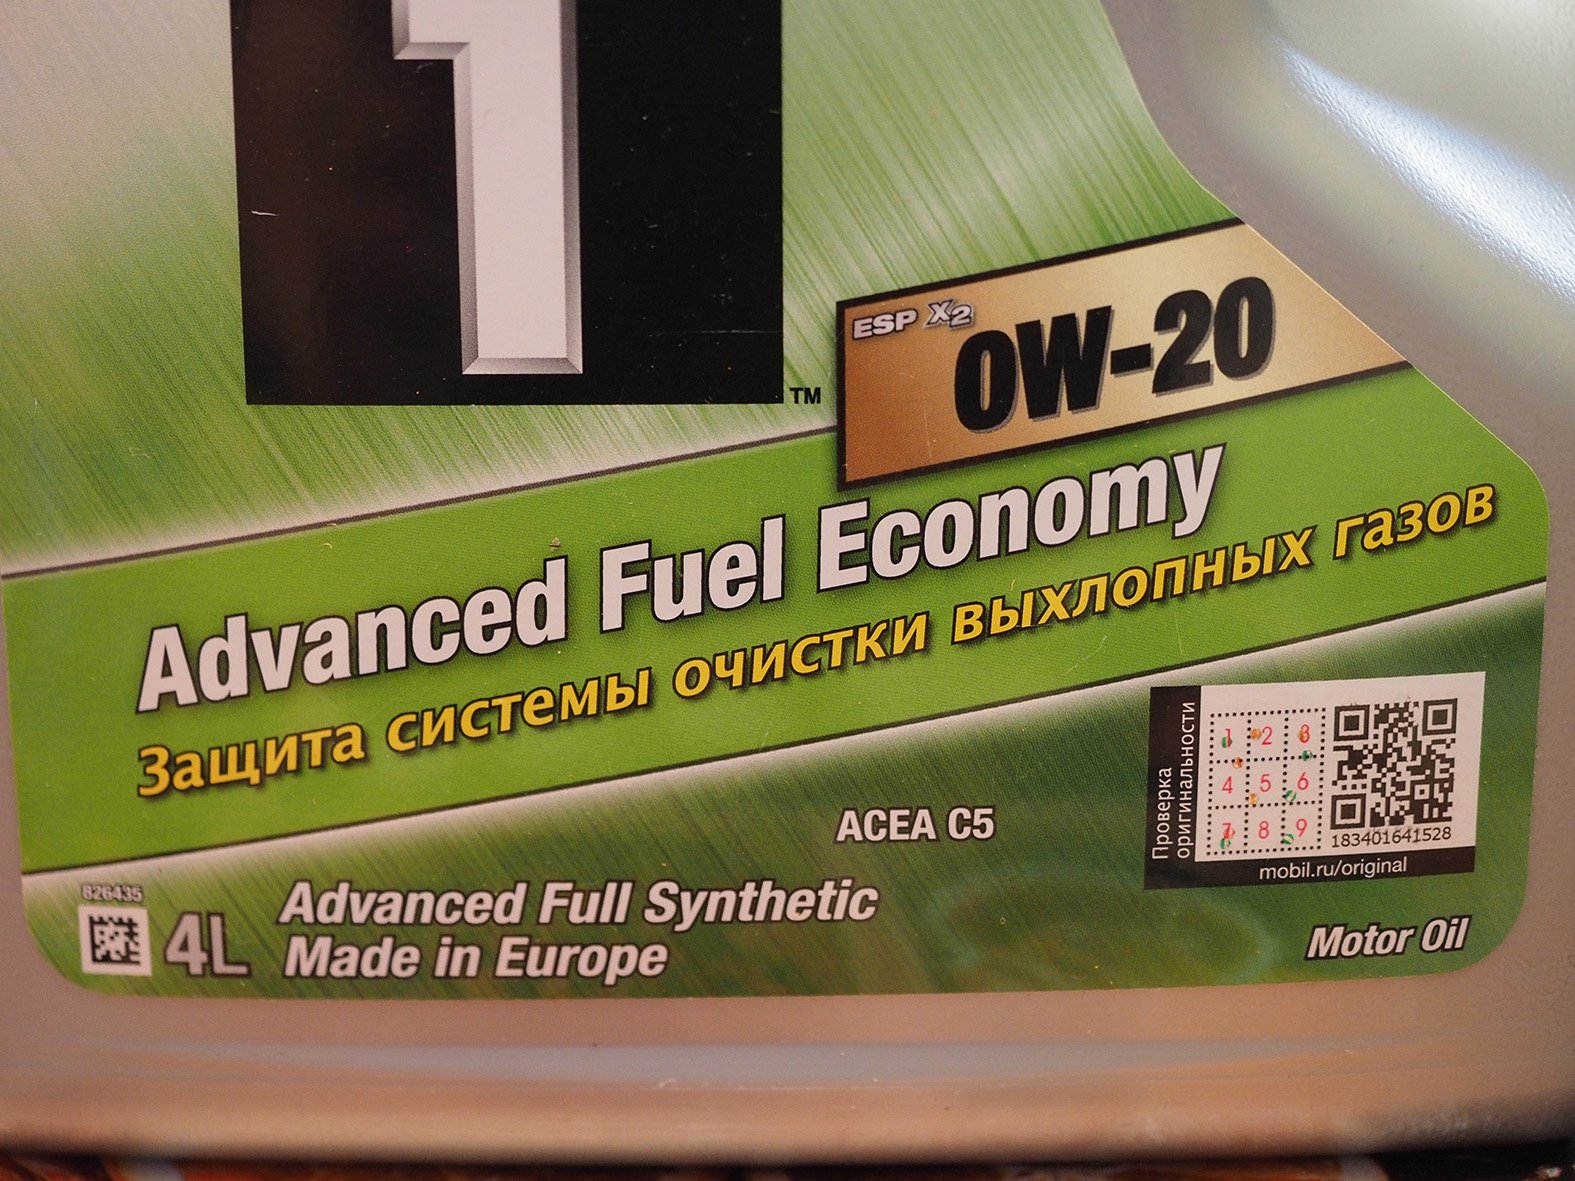 1
TM
ESP X2
0W-20
Advanced Fuel Economy
Защита системы очистки выхлопных газов
ACEA C5
Проверка
оригинальности
1 2 3
4 5 6
7 8 9
183401641528
mobil.ru/original
826435
4L
Advanced Full Synthetic
Made in Europe
Motor Oil